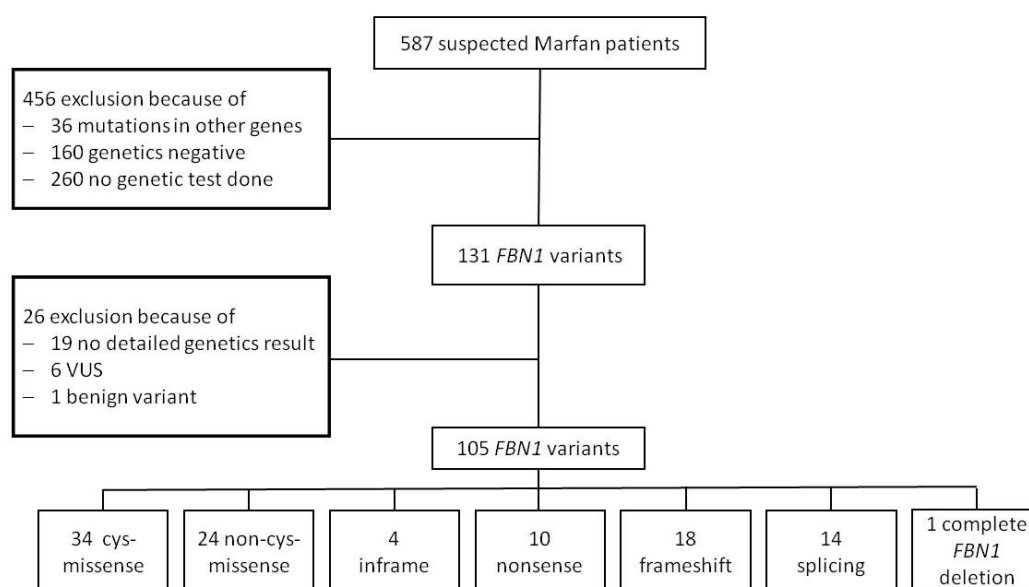 587 suspected Marfan patients
456 exclusion because of
– 36 mutations in other genes
– 160 genetics negative
– 260 no genetic test done
131 FBN1 variants
26 exclusion because of
– 19 no detailed genetics result
– 6 VUS
– 1 benign variant
105 FBN1 variants
34 cys-
missense
24 non-cys-
missense
4
inframe
10
nonsense
18
frameshift
14
splicing
1 complete
FBN1
deletion